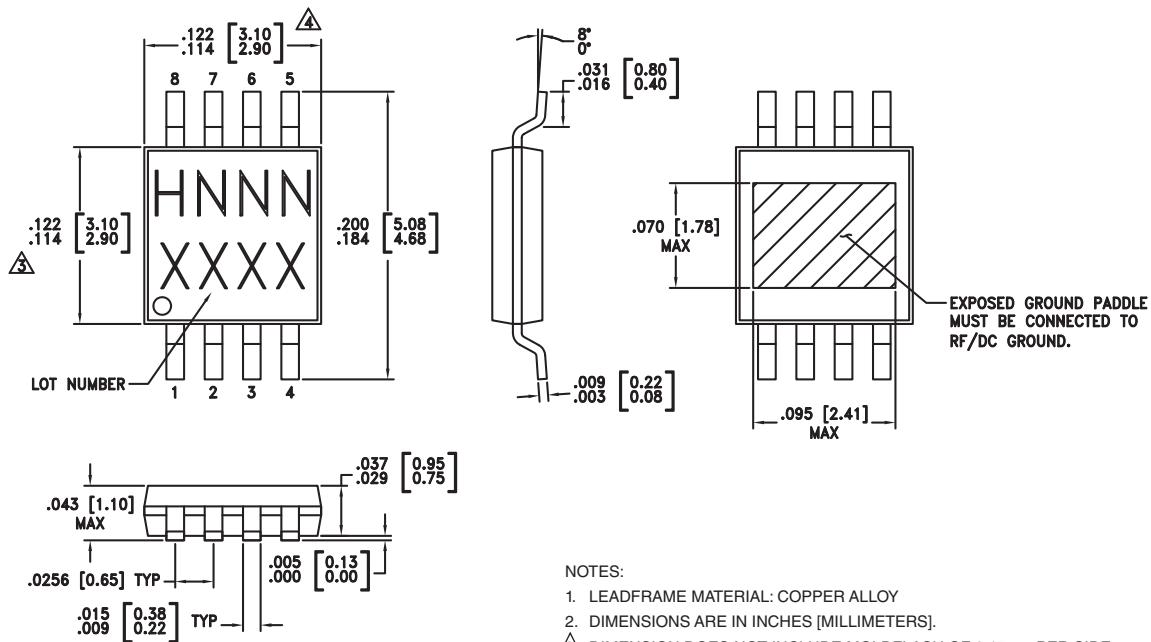 .122 [3.10]
.114 [2.90]
4
8 7 6 5
HNNN
XXXX
.122 [3.10]
.114 [2.90]
3
.200 [5.08]
.184 [4.68]
LOT NUMBER
1 2 3 4
8°
0°
.031 [0.80]
.016 [0.40]
.009 [0.22]
.003 [0.08]
.070 [1.78]
MAX
EXPOSED GROUND PADDLE
MUST BE CONNECTED TO
RF/DC GROUND.
.095 [2.41]
MAX
.037 [0.95]
.029 [0.75]
.043 [1.10]
MAX
.005 [0.13]
.000 [0.00]
.0256 [0.65] TYP
.015 [0.38]
.009 [0.22]
TYP
NOTES:
1. LEADFRAME MATERIAL: COPPER ALLOY
2. DIMENSIONS ARE IN INCHES [MILLIMETERS].